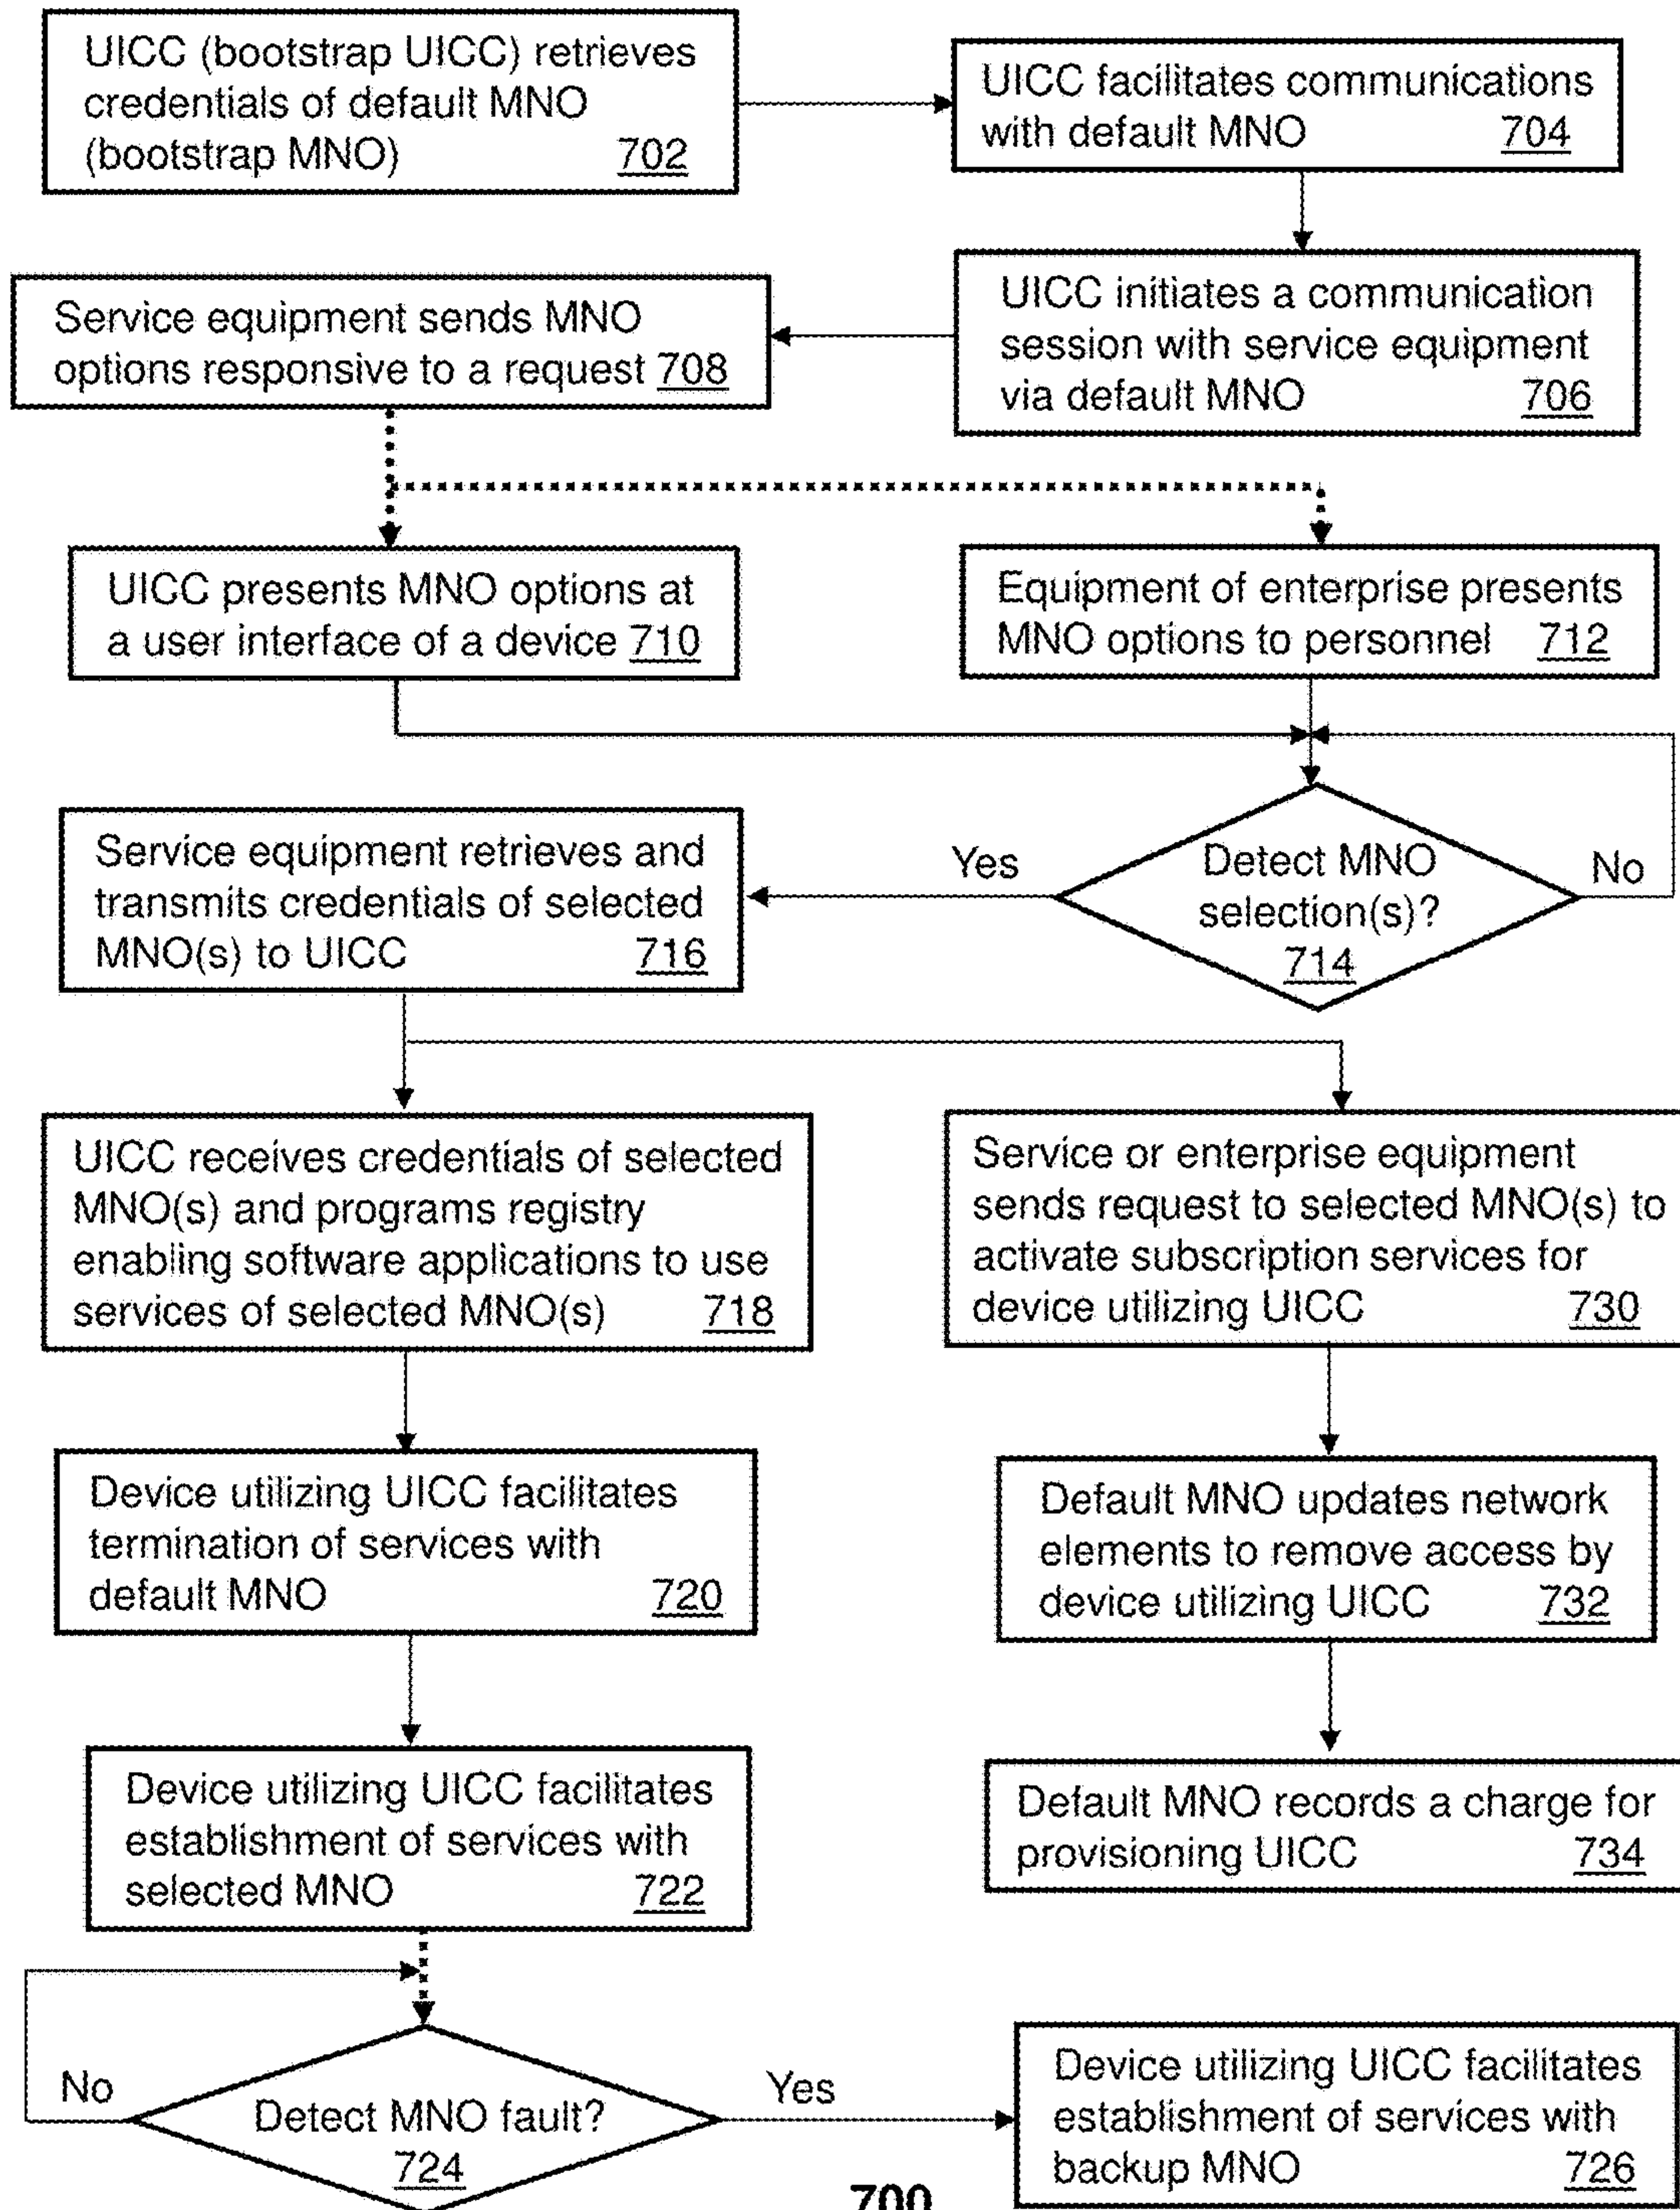 UICC (bootstrap UICC) retrieves
credentials of default MNO
(bootstrap MNO) 702
UICC facilitates communications
with default MNO 704
UICC initiates a communication
session with service equipment
via default MNO 706
Service equipment sends MNO
options responsive to a request 708
UICC presents MNO options at
a user interface of a device 710
Equipment of enterprise presents
MNO options to personnel 712
Detect MNO
selection(s)?
714
Yes
No
Service equipment retrieves and
transmits credentials of selected
MNO(s) to UICC 716
UICC receives credentials of selected
MNO(s) and programs registry
enabling software applications to use
services of selected MNO(s) 718
Service or enterprise equipment
sends request to selected MNO(s) to
activate subscription services for
device utilizing UICC 730
Device utilizing UICC facilitates
termination of services with
default MNO 720
Default MNO updates network
elements to remove access by
device utilizing UICC 732
Device utilizing UICC facilitates
establishment of services with
selected MNO 722
Default MNO records a charge for
provisioning UICC 734
No
Detect MNO fault?
724
Yes
Device utilizing UICC facilitates
establishment of services with
backup MNO 726
700